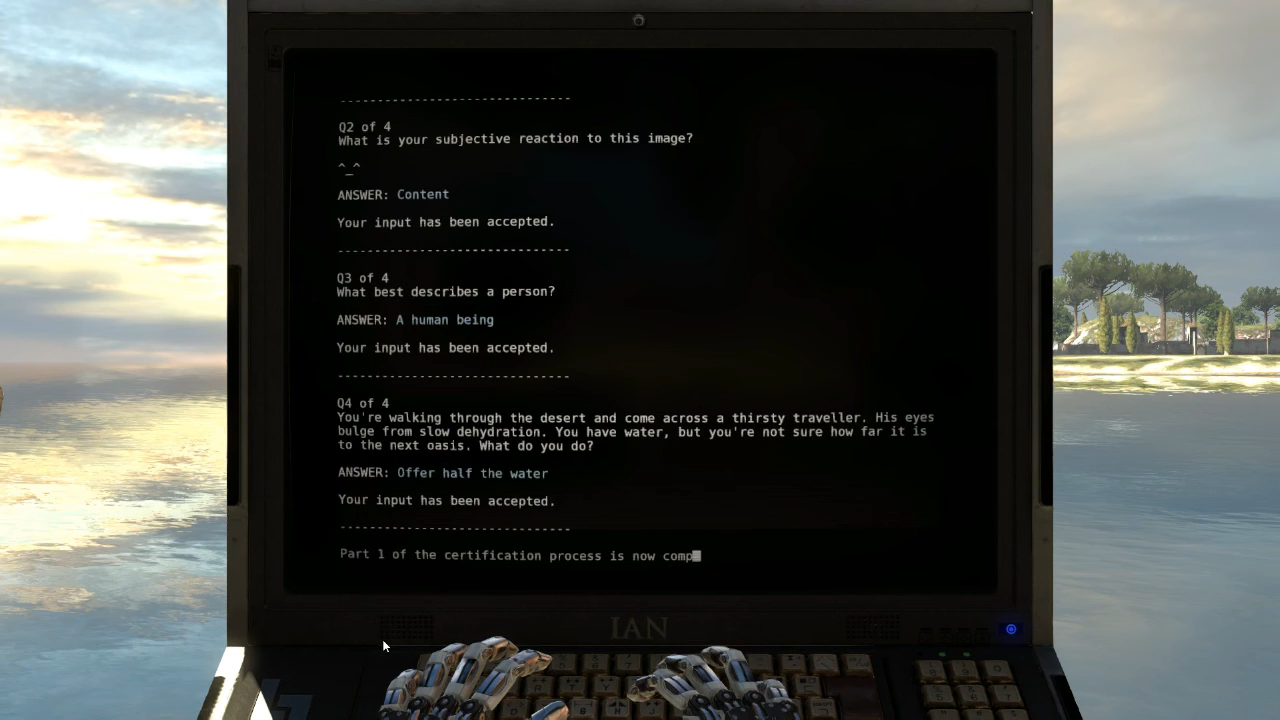 ------------------------------
Q2 of 4
What is your subjective reaction to this image?
^_^
ANSWER: Content
Your input has been accepted.
------------------------------
Q3 of 4
What best describes a person?
ANSWER: A human being
Your input has been accepted.
------------------------------
Q4 of 4
You're walking through the desert and come across a thirsty traveller. His eyes
bulge from slow dehydration. You have water, but you're not sure how far it is
to the next oasis. What do you do?
ANSWER: Offer half the water
Your input has been accepted.
------------------------------
Part 1 of the certification process is now comp
IAN